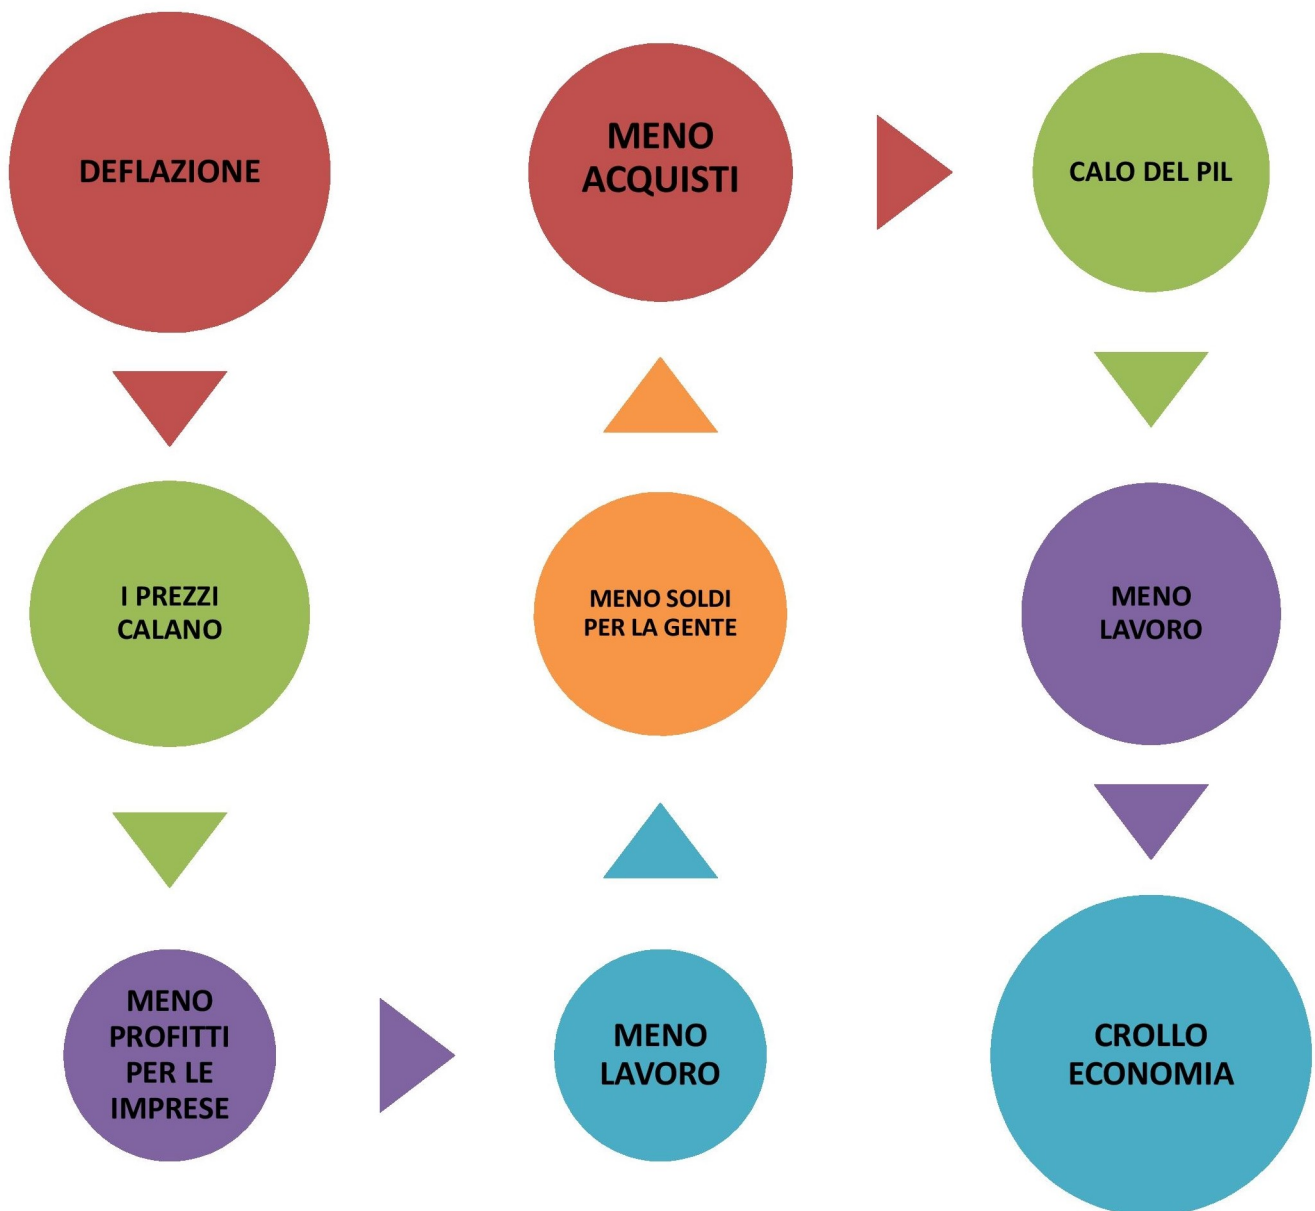 DEFLAZIONE
I PREZZI
CALANO
MENO
PROFITTI
PER LE
IMPRESE
MENO
LAVORO
MENO SOLDI
PER LA GENTE
MENO
ACQUISTI
CALO DEL PIL
MENO
LAVORO
CROLLO
ECONOMIA